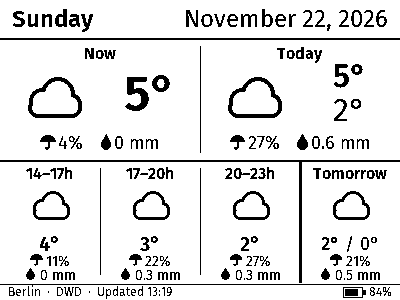 Sunday November 22, 2026
Now
5°
4% 0 mm
Today
5°
2°
27% 0.6 mm
14–17h
4°
11%
0 mm
17–20h
3°
22%
0.3 mm
20–23h
2°
27%
0.3 mm
Tomorrow
2° / 0°
21%
0.5 mm
Berlin · DWD · Updated 13:19 84%